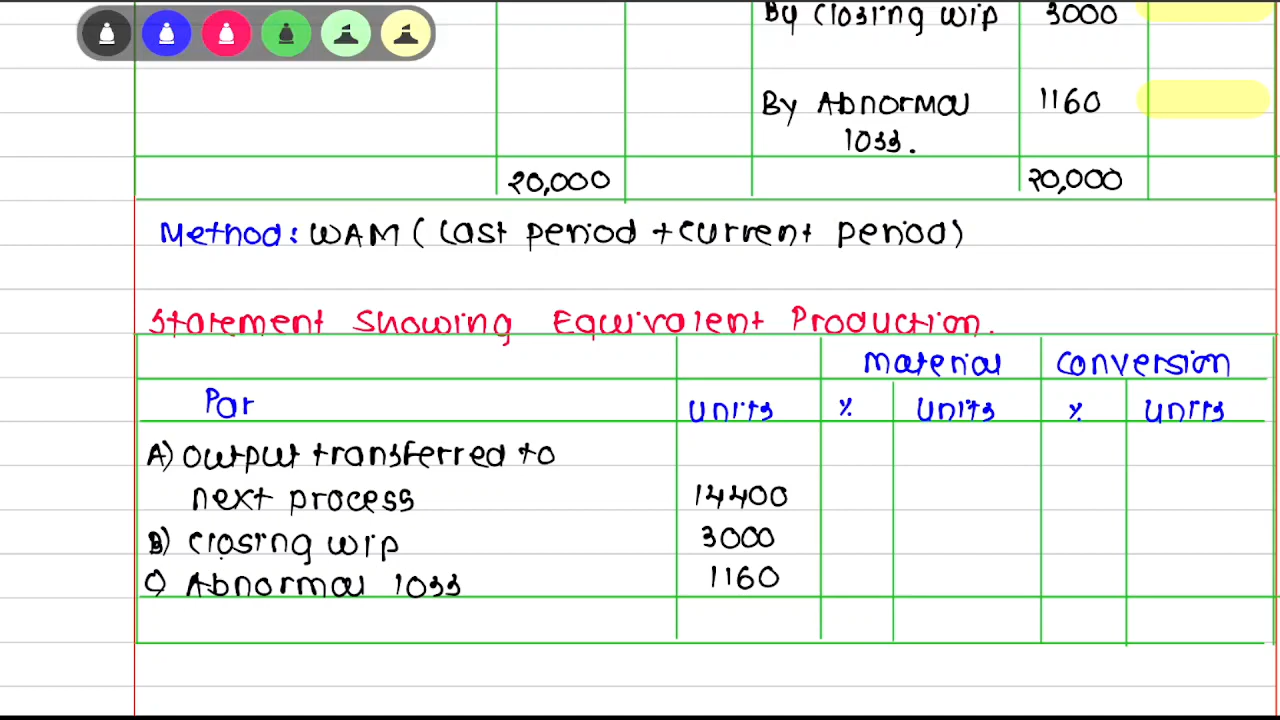 By Closing wip 3000
By Abnormal 1160
loss.
20,000 20,000
Method: WAM (Last period + current period)
Statement Showing Equivalent Production.
Material Conversion
Par Units % Units % Units
A) Output transferred to
next process 14400
B) Closing wip 3000
C) Abnormal loss 1160